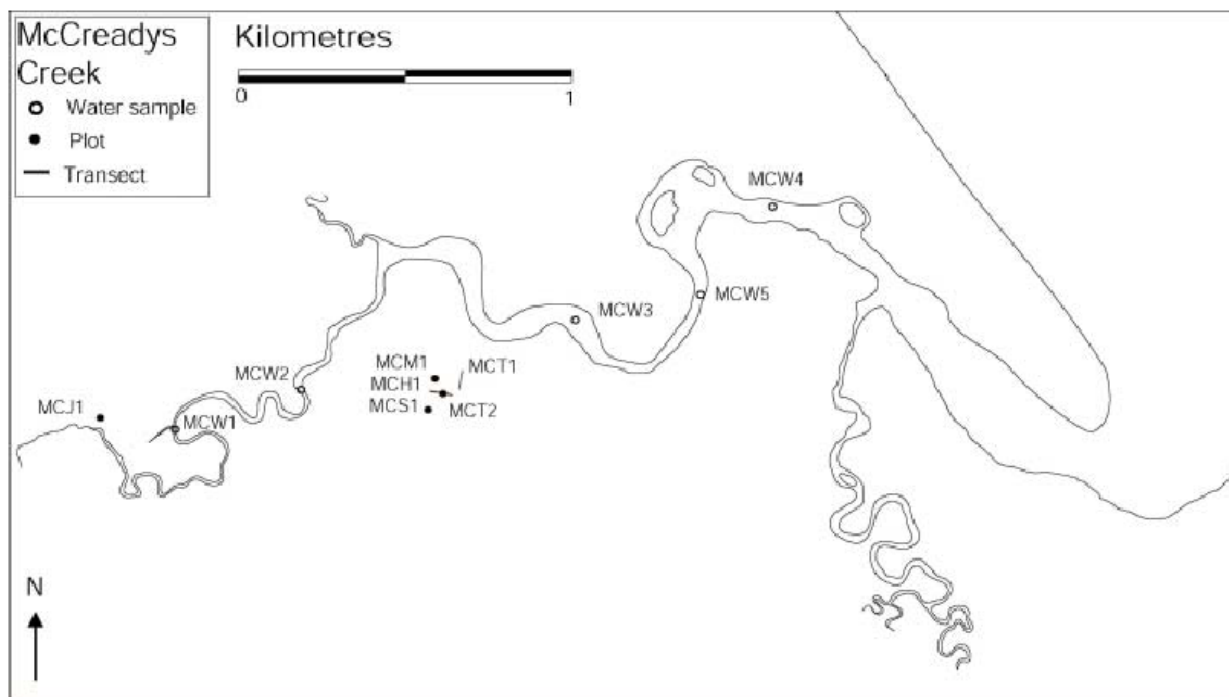 McCreadys
Creek
Water sample
Plot
Transect
Kilometres
0 1
MCW4
MCW5
MCW3
MCM1
MCT1
MCW2
MCH1
MCS1
MCT2
MCJ1
MCW1
N